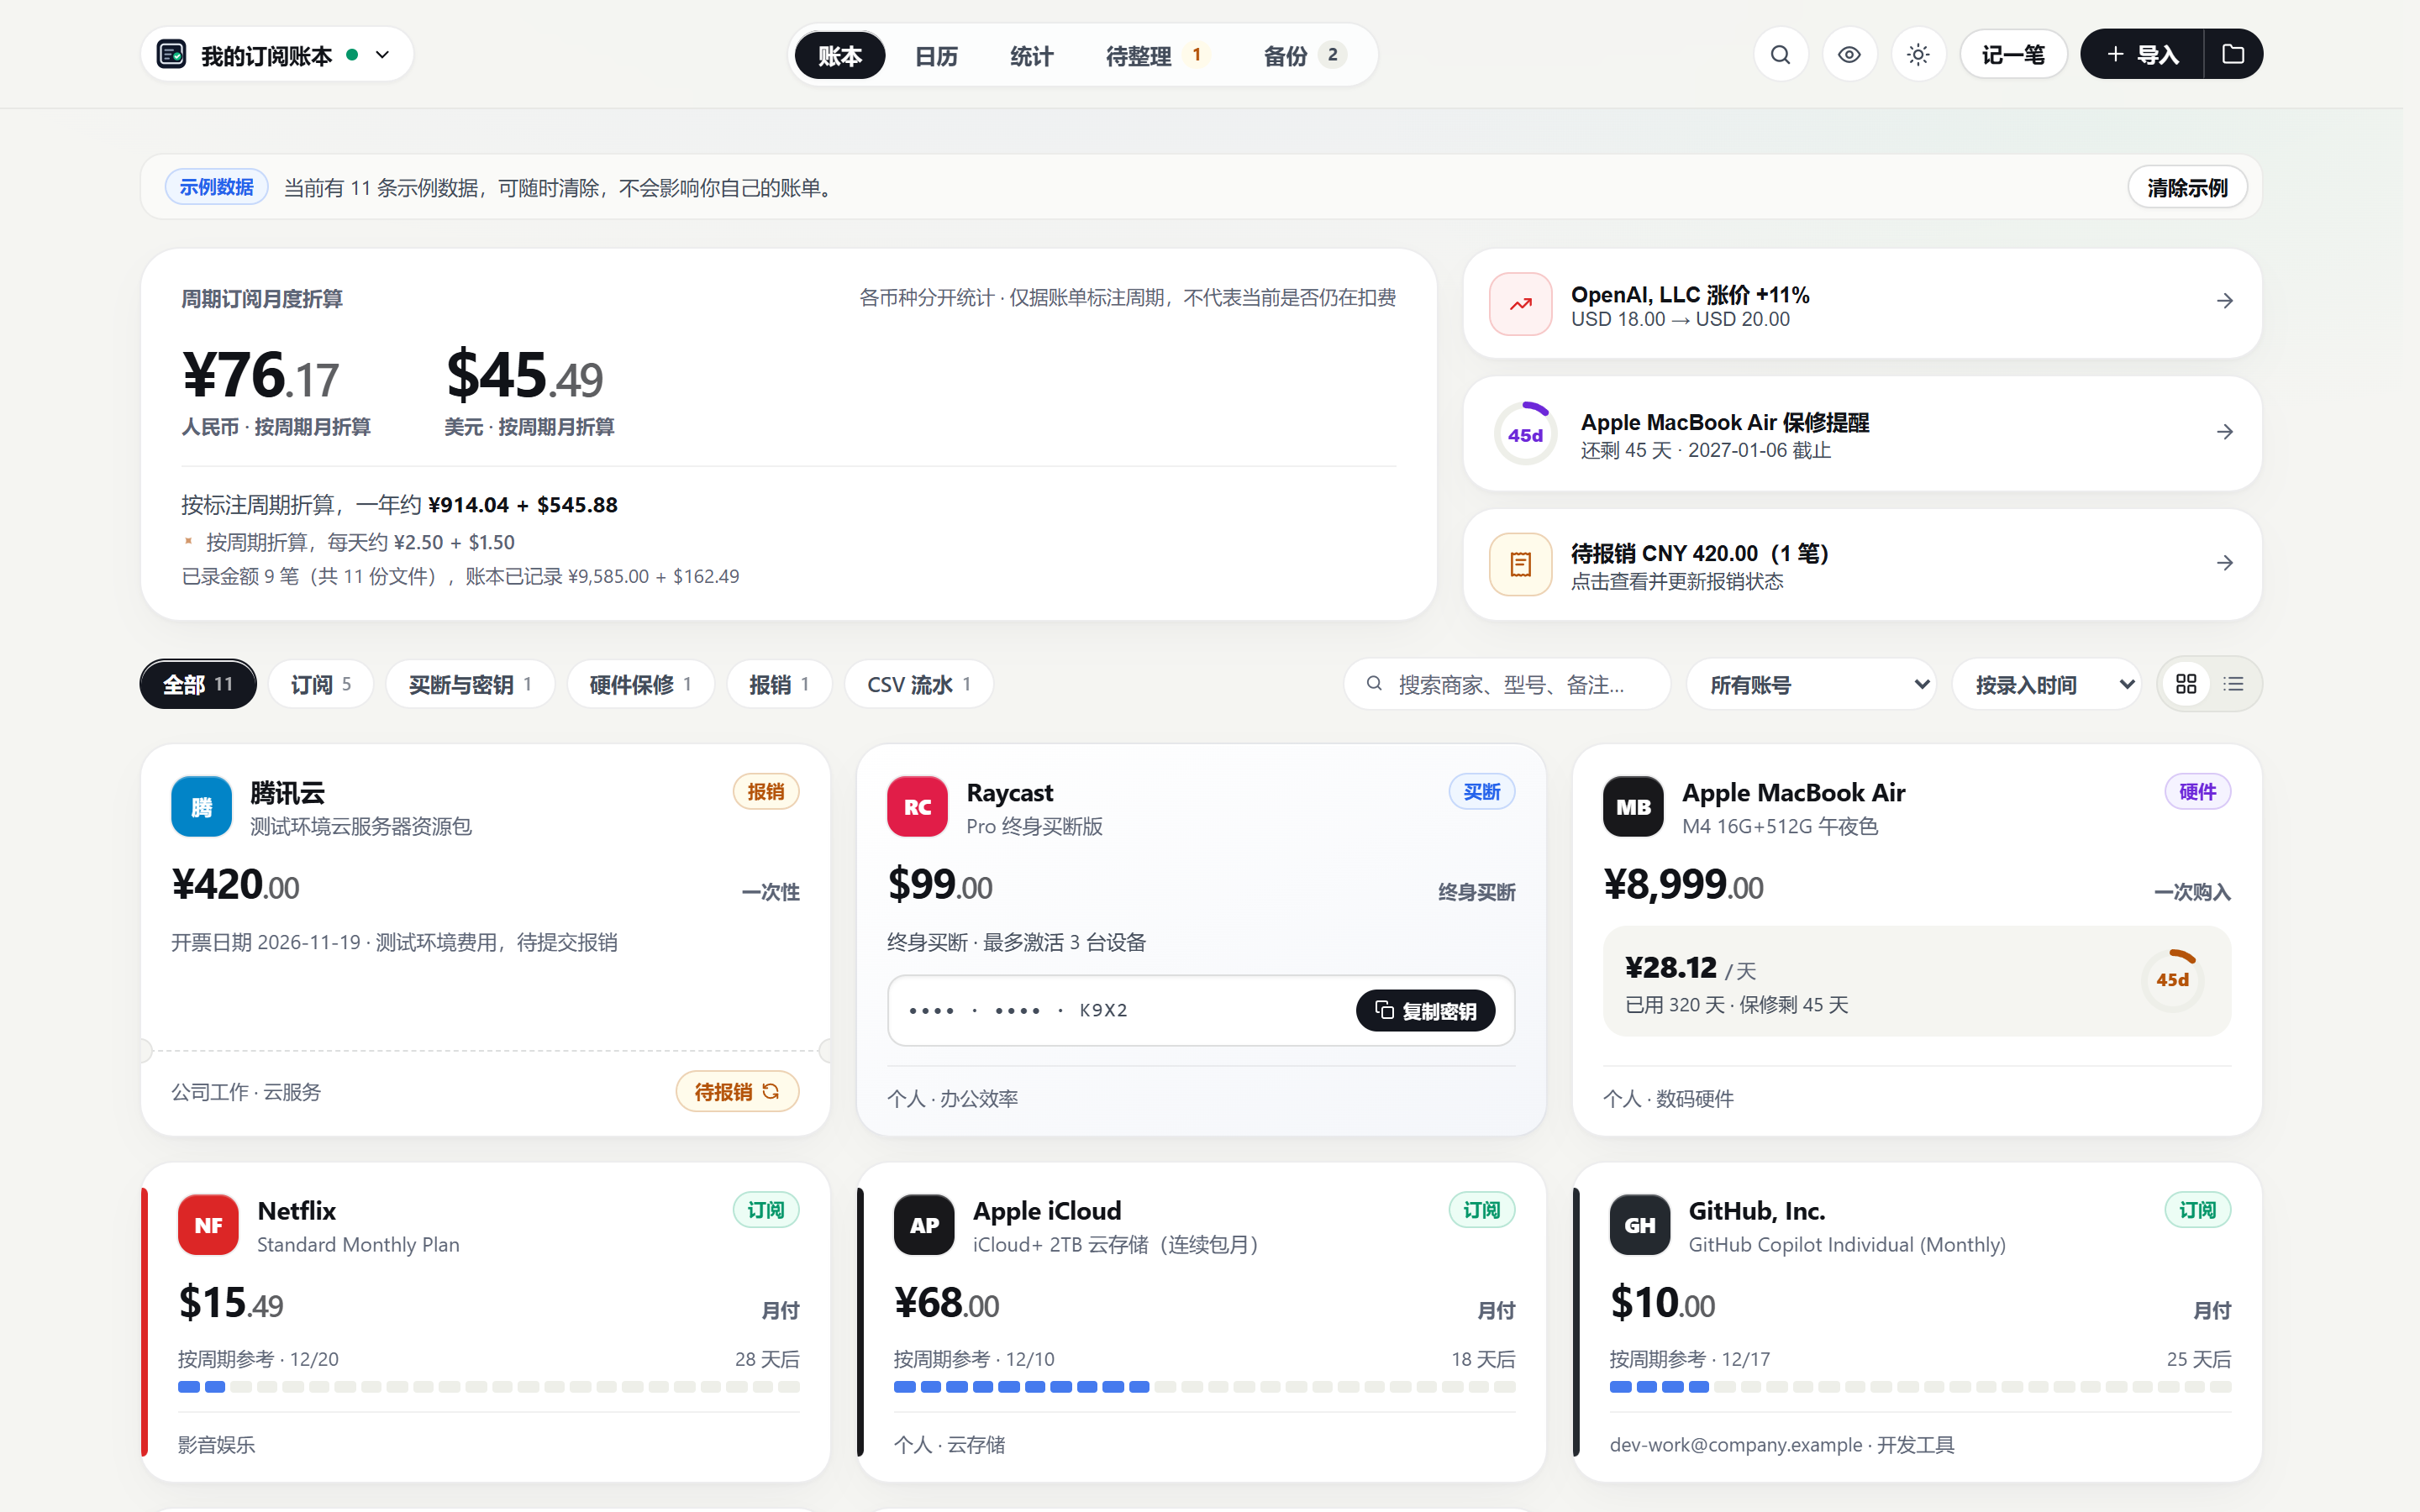 我的订阅账本
账本 日历 统计 待整理 1 备份 2
记一笔 + 导入
示例数据 当前有 11 条示例数据，可随时清除，不会影响你自己的账单。 清除示例
周期订阅月度折算 各币种分开统计 · 仅据账单标注周期，不代表当前是否仍在扣费
¥76.17 $45.49
人民币 · 按周期月折算 美元 · 按周期月折算
按标注周期折算，一年约 ¥914.04 + $545.88
按周期折算，每天约 ¥2.50 + $1.50
已录金额 9 笔（共 11 份文件），账本已记录 ¥9,585.00 + $162.49
OpenAI, LLC 涨价 +11%
USD 18.00 → USD 20.00
45d
Apple MacBook Air 保修提醒
还剩 45 天 · 2027-01-06 截止
待报销 CNY 420.00（1 笔）
点击查看并更新报销状态
全部 11 订阅 5 买断与密钥 1 硬件保修 1 报销 1 CSV 流水 1
搜索商家、型号、备注... 所有账号 按录入时间
腾 腾讯云 报销
测试环境云服务器资源包
¥420.00 一次性
开票日期 2026-11-19 · 测试环境费用，待提交报销
公司工作 · 云服务 待报销
RC Raycast 买断
Pro 终身买断版
$99.00 终身买断
终身买断 · 最多激活 3 台设备
•••• · •••• · K9X2 复制密钥
个人 · 办公效率
MB Apple MacBook Air 硬件
M4 16G+512G 午夜色
¥8,999.00 一次购入
¥28.12 / 天
已用 320 天 · 保修剩 45 天
45d
个人 · 数码硬件
NF Netflix 订阅
Standard Monthly Plan
$15.49 月付
按周期参考 · 12/20 28 天后
影音娱乐
AP Apple iCloud 订阅
iCloud+ 2TB 云存储（连续包月）
¥68.00 月付
按周期参考 · 12/10 18 天后
个人 · 云存储
GH GitHub, Inc. 订阅
GitHub Copilot Individual (Monthly)
$10.00 月付
按周期参考 · 12/17 25 天后
dev-work@company.example · 开发工具